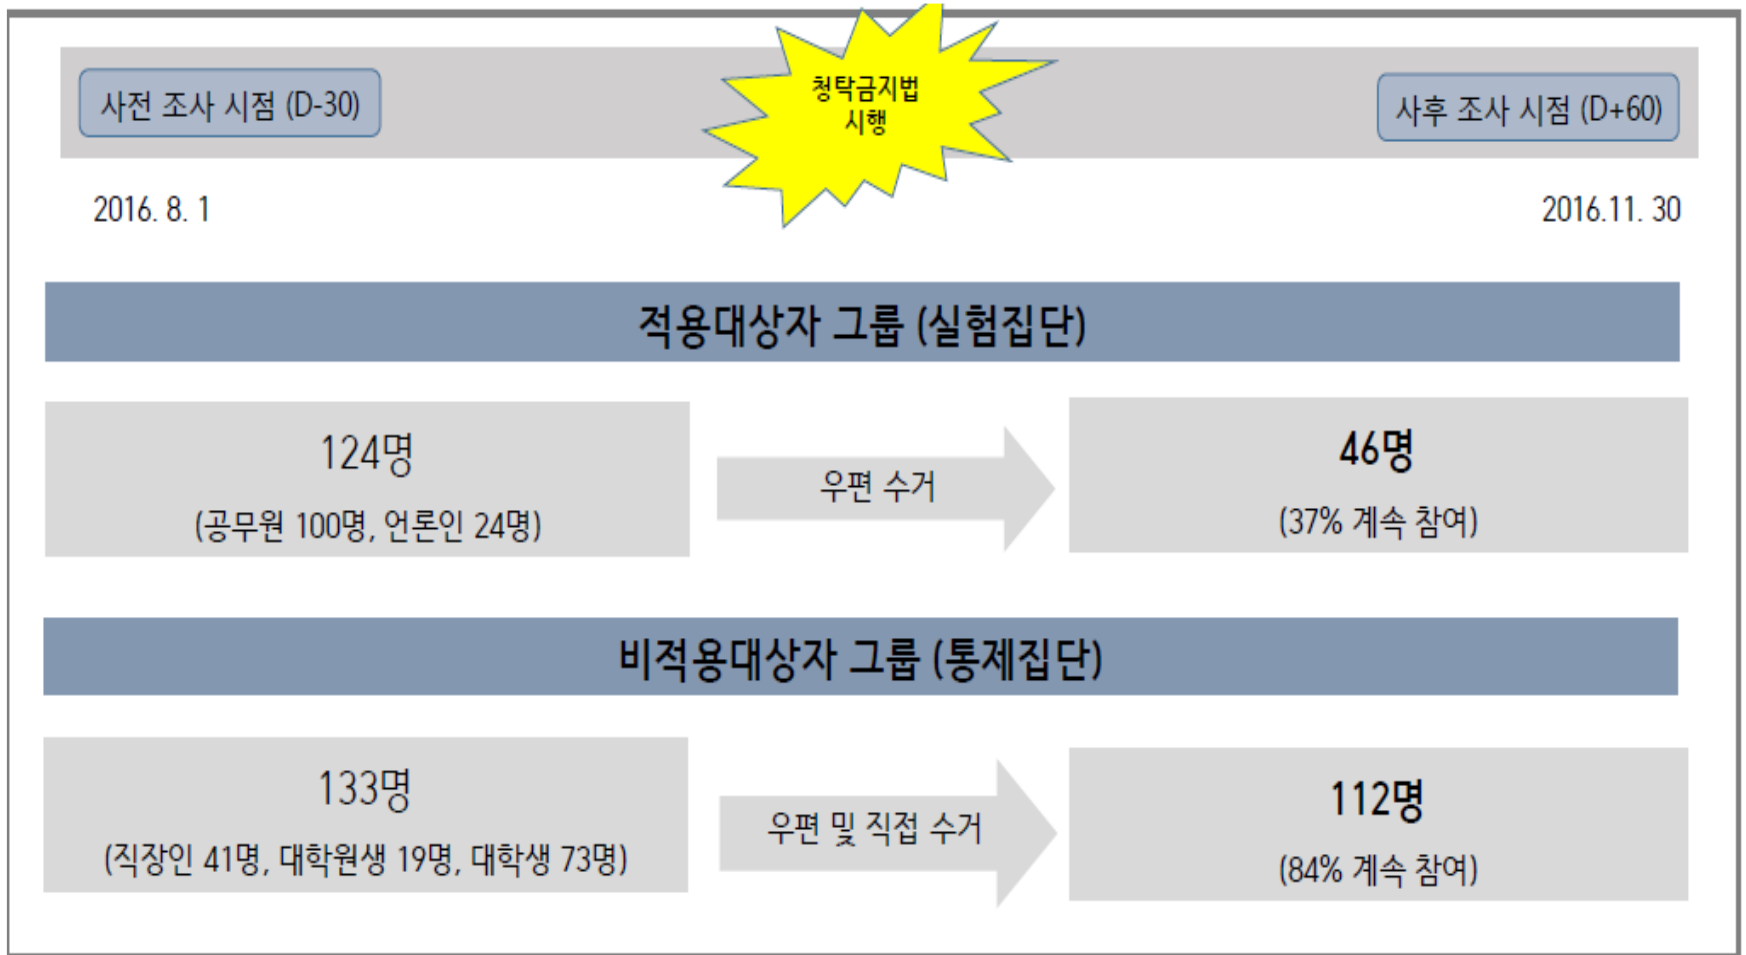 청탁금지법
시행
사전 조사 시점 (D-30)
사후 조사 시점 (D+60)
2016. 8. 1
2016.11. 30
적용대상자 그룹 (실험집단)
124명
(공무원 100명, 언론인 24명)
우편 수거
46명
(37% 계속 참여)
비적용대상자 그룹 (통제집단)
133명
(직장인 41명, 대학원생 19명, 대학생 73명)
우편 및 직접 수거
112명
(84% 계속 참여)